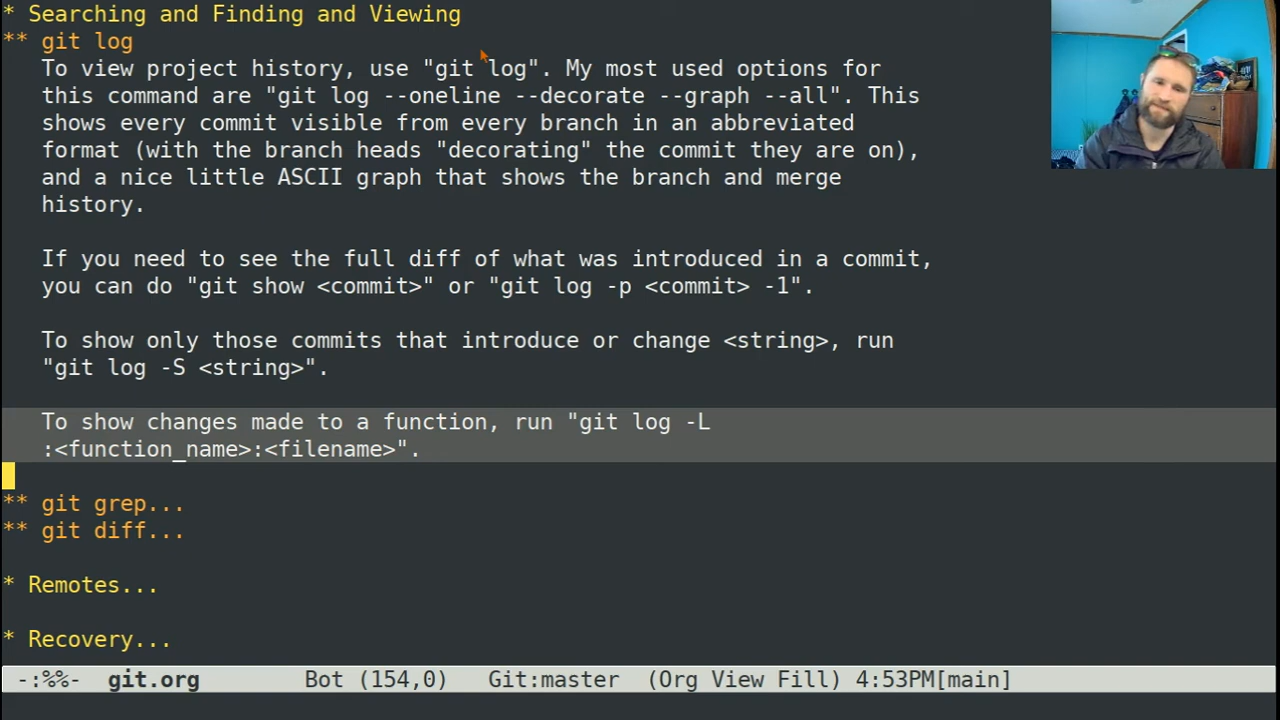 * Searching and Finding and Viewing
** git log
To view project history, use "git log". My most used options for
this command are "git log --oneline --decorate --graph --all". This
shows every commit visible from every branch in an abbreviated
format (with the branch heads "decorating" the commit they are on),
and a nice little ASCII graph that shows the branch and merge
history.
If you need to see the full diff of what was introduced in a commit,
you can do "git show <commit>" or "git log -p <commit> -1".
To show only those commits that introduce or change <string>, run
"git log -S <string>".
To show changes made to a function, run "git log -L
:<function_name>:<filename>".
** git grep...
** git diff...
* Remotes...
* Recovery...
-:%%- git.org Bot (154,0) Git:master (Org View Fill) 4:53PM[main]